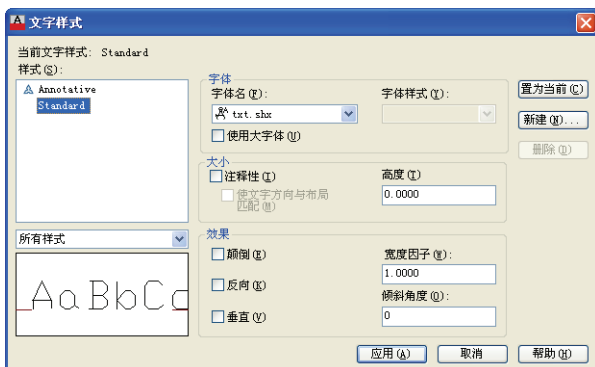 文字样式
当前文字样式: Standard
样式(S):
Annotative
Standard
所有样式
AaBbCc
字体
字体名(F):
txt.shx
使用大字体(U)
字体样式(Y):
大小
注释性(I)
使文字方向与布局
匹配(M)
高度(T)
0.0000
效果
颠倒(E)
反向(K)
垂直(V)
宽度因子(W):
1.0000
倾斜角度(O):
0
置为当前(C)
新建(N)...
删除(D)
应用(A)
取消
帮助(H)